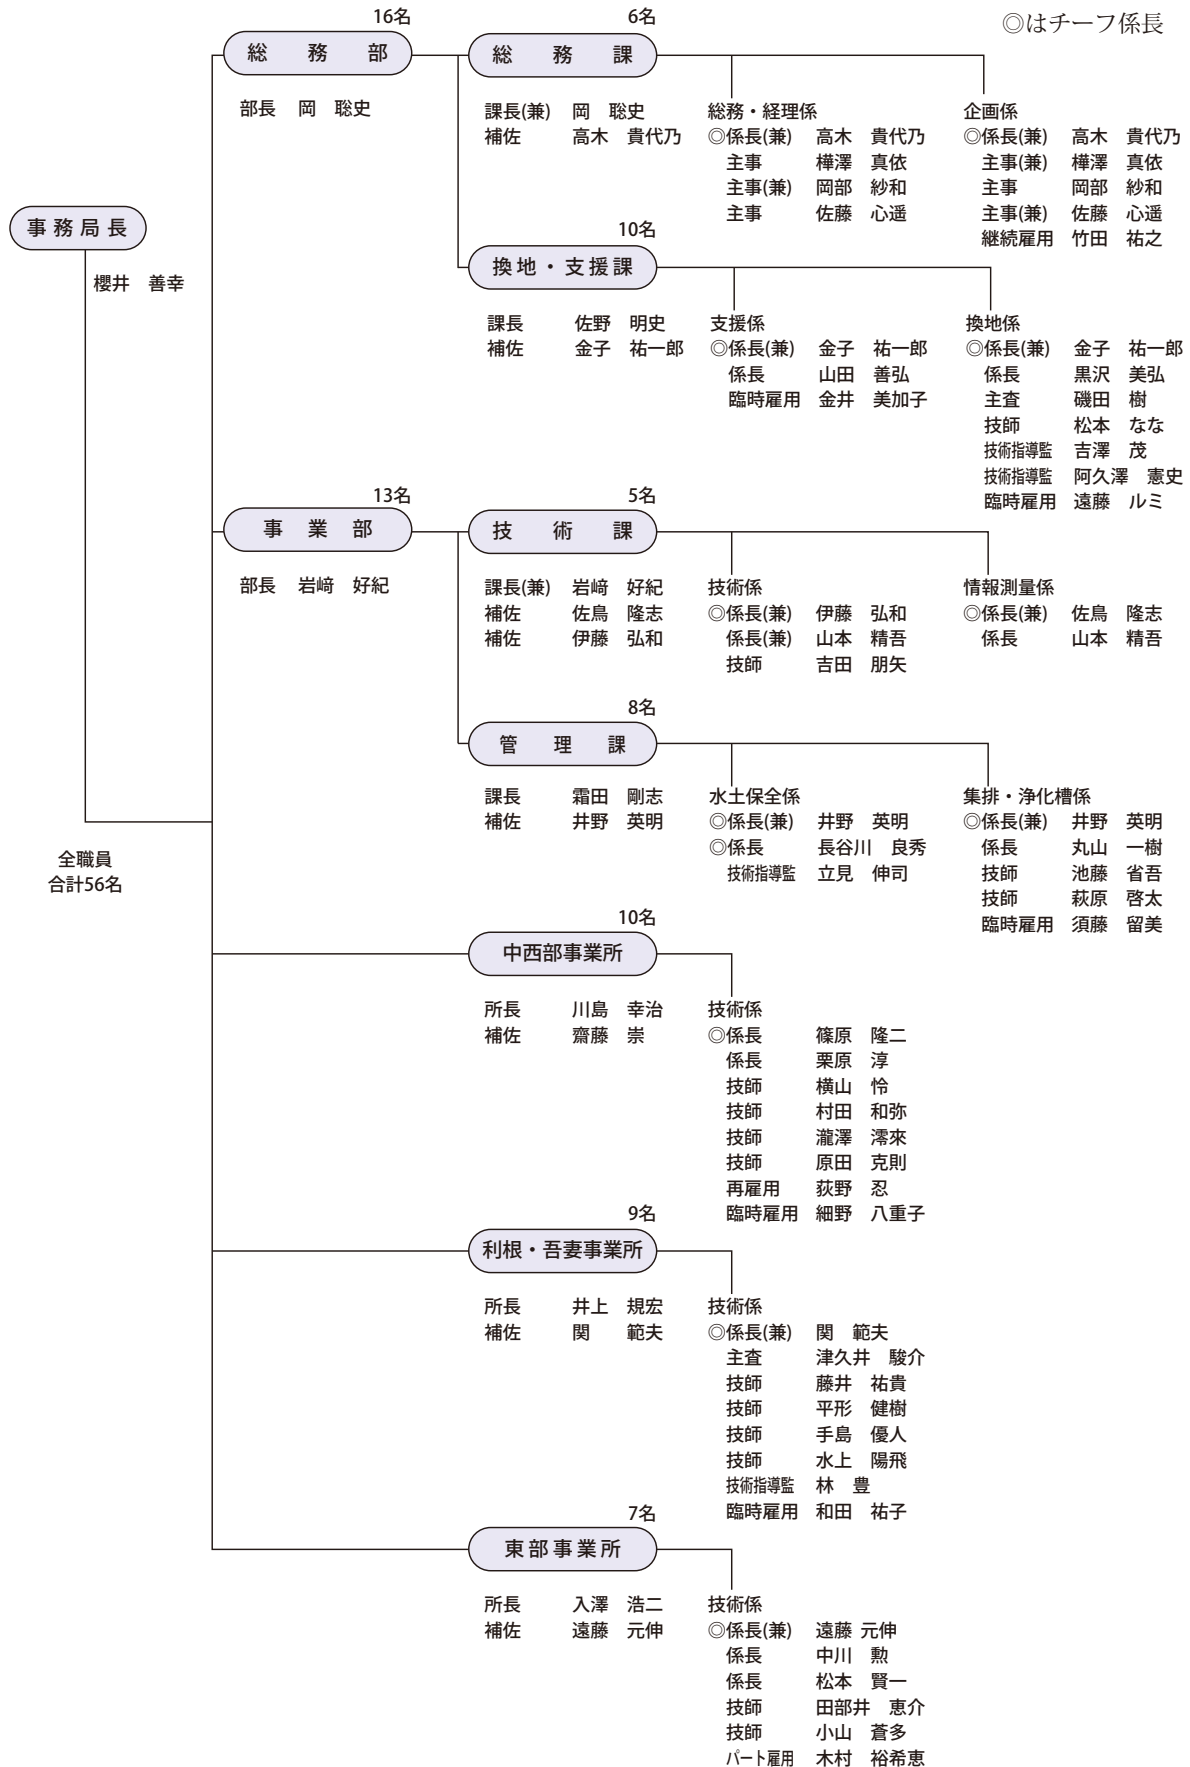 ◎はチーフ係長
事務局長
櫻井　善幸
全職員
合計56名
16名
総務部
部長　岡　聡史
6名
総務課
課長(兼)　岡　聡史
補佐　高木　貴代乃
総務・経理係
◎係長(兼)　高木　貴代乃
主事　樺澤　真依
主事(兼)　岡部　紗和
主事　佐藤　心遥
企画係
◎係長(兼)　高木　貴代乃
主事(兼)　樺澤　真依
主事　岡部　紗和
主事(兼)　佐藤　心遥
継続雇用　竹田　祐之
10名
換地・支援課
課長　佐野　明史
補佐　金子　祐一郎
支援係
◎係長(兼)　金子　祐一郎
係長　山田　善弘
臨時雇用　金井　美加子
換地係
◎係長(兼)　金子　祐一郎
係長　黒沢　美弘
主査　磯田　樹
技師　松本　なな
技術指導監　吉澤　茂
技術指導監　阿久澤　憲史
臨時雇用　遠藤　ルミ
13名
事業部
部長　岩﨑　好紀
5名
技術課
課長(兼)　岩﨑　好紀
補佐　佐鳥　隆志
補佐　伊藤　弘和
技術係
◎係長(兼)　伊藤　弘和
係長(兼)　山本　精吾
技師　吉田　朋矢
情報測量係
◎係長(兼)　佐鳥　隆志
係長　山本　精吾
8名
管理課
課長　霜田　剛志
補佐　井野　英明
水土保全係
◎係長(兼)　井野　英明
◎係長　長谷川　良秀
技術指導監　立見　伸司
集排・浄化槽係
◎係長(兼)　井野　英明
係長　丸山　一樹
技師　池藤　省吾
技師　萩原　啓太
臨時雇用　須藤　留美
10名
中西部事業所
所長　川島　幸治
補佐　齋藤　崇
技術係
◎係長　篠原　隆二
係長　栗原　淳
技師　横山　怜
技師　村田　和弥
技師　瀧澤　澪來
技師　原田　克則
再雇用　荻野　忍
臨時雇用　細野　八重子
9名
利根・吾妻事業所
所長　井上　規宏
補佐　関　範夫
技術係
◎係長(兼)　関　範夫
主査　津久井　駿介
技師　藤井　祐貴
技師　平形　健樹
技師　手島　優人
技師　水上　陽飛
技術指導監　林　豊
臨時雇用　和田　祐子
7名
東部事業所
所長　入澤　浩二
補佐　遠藤　元伸
技術係
◎係長(兼)　遠藤 元伸
係長　中川　勲
係長　松本　賢一
技師　田部井　恵介
技師　小山　蒼多
パート雇用　木村　裕希恵